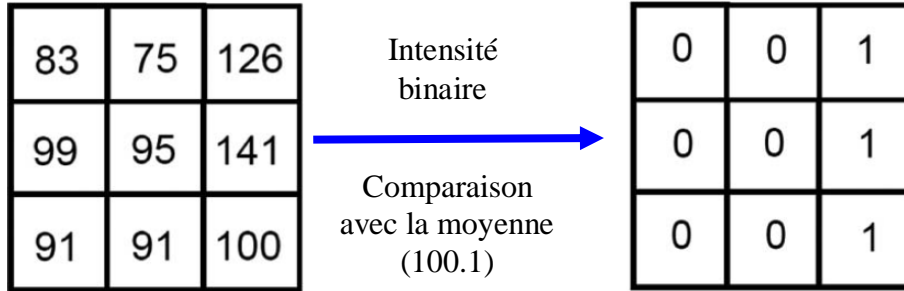 83 75 126
99 95 141
91 91 100
Intensité
binaire
Comparaison
avec la moyenne
(100.1)
0 0 1
0 0 1
0 0 1